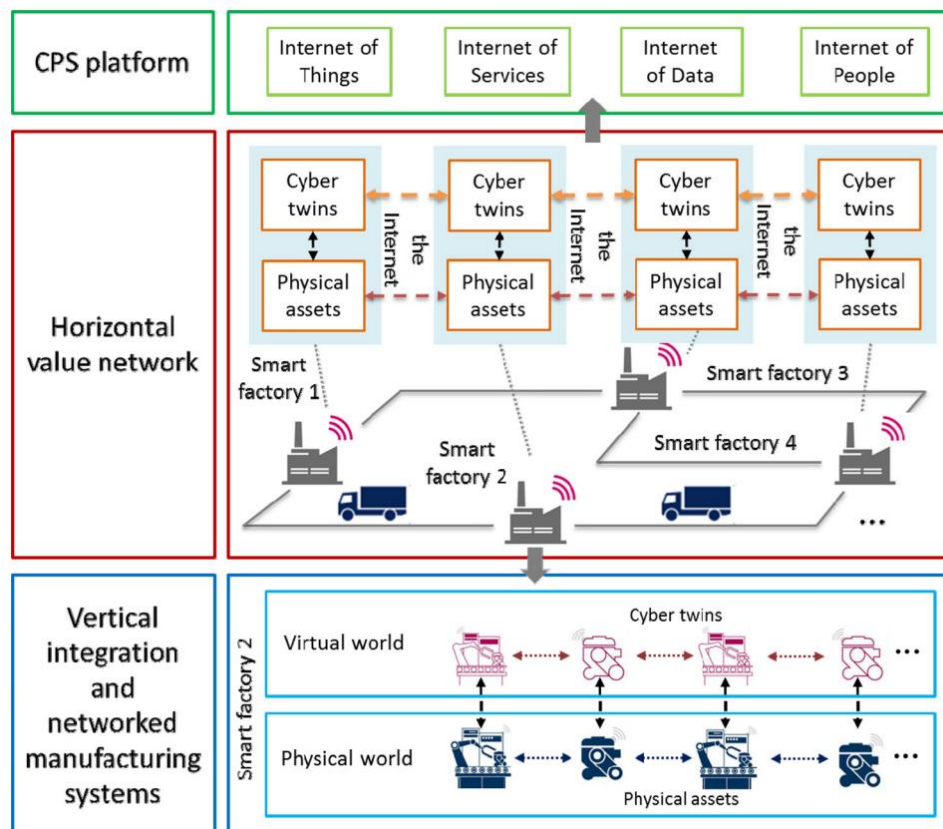 CPS platform
Internet of
Things
Internet of
Services
Internet
of Data
Internet of
People
Horizontal
value network
Cyber
twins
Cyber
twins
Cyber
twins
Cyber
twins
the
Internet
the
Internet
the
Internet
Physical
assets
Physical
assets
Physical
assets
Physical
assets
Smart
factory 1
Smart
factory 2
Smart factory 3
Smart factory 4
...
Vertical
integration
and
networked
manufacturing
systems
Smart factory 2
Cyber twins
Virtual world
...
Physical world
...
Physical assets